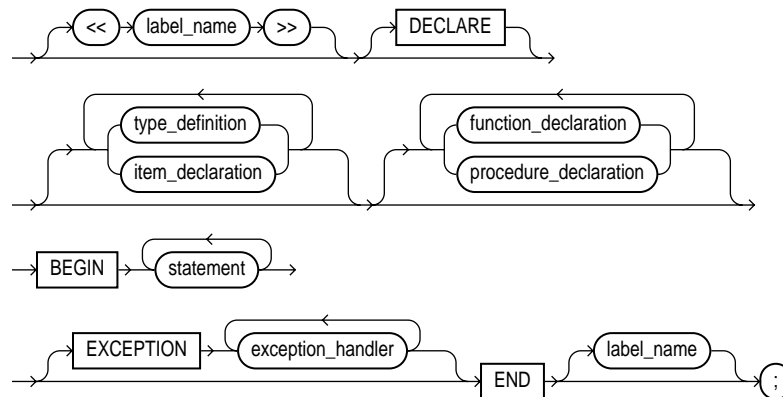 << label_name >> DECLARE
type_definition function_declaration
item_declaration procedure_declaration
BEGIN statement
EXCEPTION exception_handler label_name
END ;